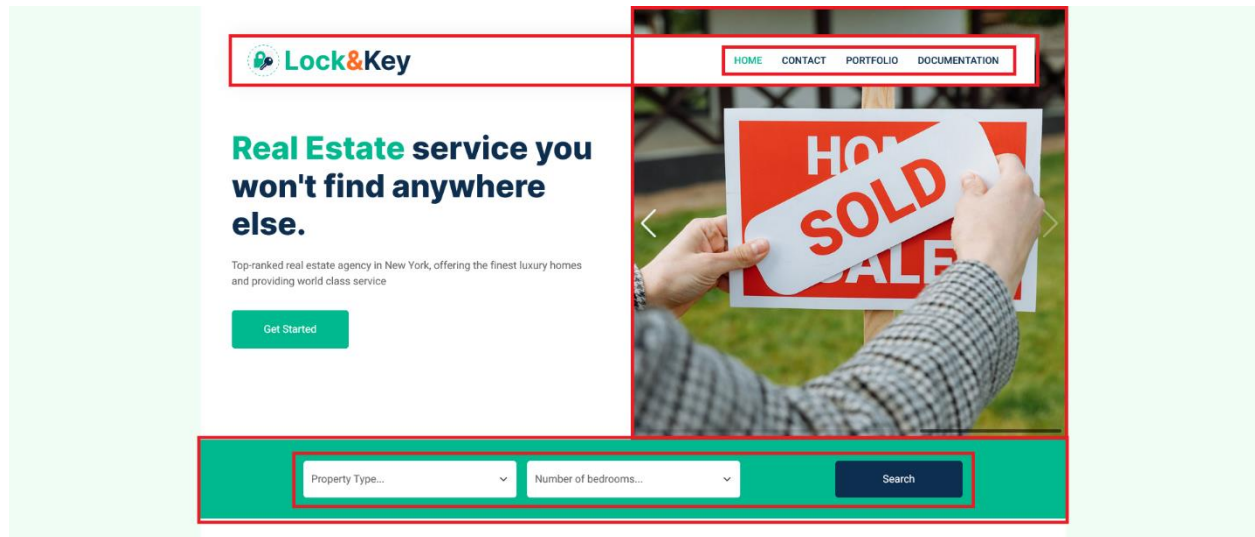 Lock&Key
HOME CONTACT PORTFOLIO DOCUMENTATION
Real Estate service you
won't find anywhere
else.
Top-ranked real estate agency in New York, offering the finest luxury homes
and providing world class service
Get Started
SOLD
SALE
Property Type...
Number of bedrooms...
Search